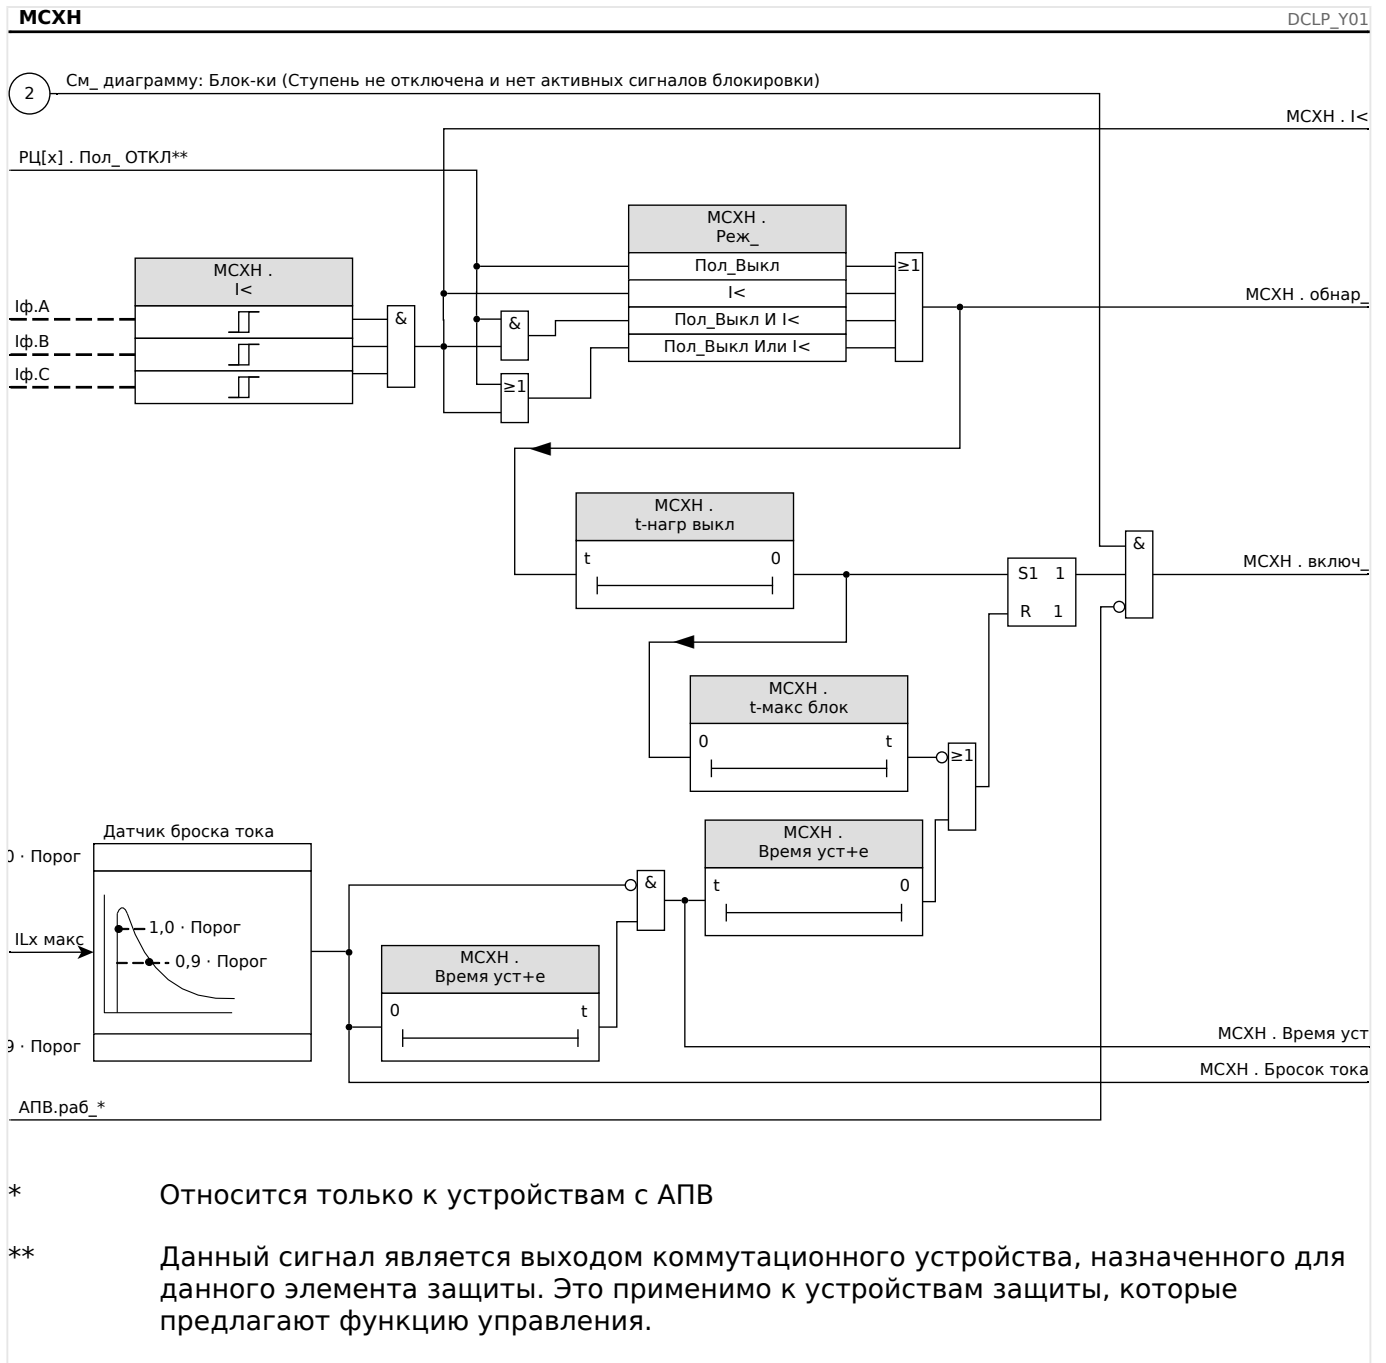 МСХН
DCLP_Y01
2
См_ диаграмму: Блок-ки (Ступень не отключена и нет активных сигналов блокировки)
МСХН . I<
РЦ[x] . Пол_ ОТКЛ**
МСХН .
Реж_
Пол_Выкл
≥1
МСХН .
I<
I<
МСХН . обнар_
Iф.A
&
&
Пол_Выкл И I<
Iф.B
Пол_Выкл Или I<
Iф.C
≥1
МСХН .
t-нагр выкл
t 0
&
S1 1
МСХН . включ_
R 1
МСХН .
t-макс блок
0 t
≥1
Датчик броска тока
МСХН .
Время уст+е
0 · Порог
&
t 0
1,0 · Порог
ILx макс
0,9 · Порог
МСХН .
Время уст+е
0 t
МСХН . Время уст
9 · Порог
МСХН . Бросок тока
АПВ.раб_*
* Относится только к устройствам с АПВ
** Данный сигнал является выходом коммутационного устройства, назначенного для
данного элемента защиты. Это применимо к устройствам защиты, которые
предлагают функцию управления.